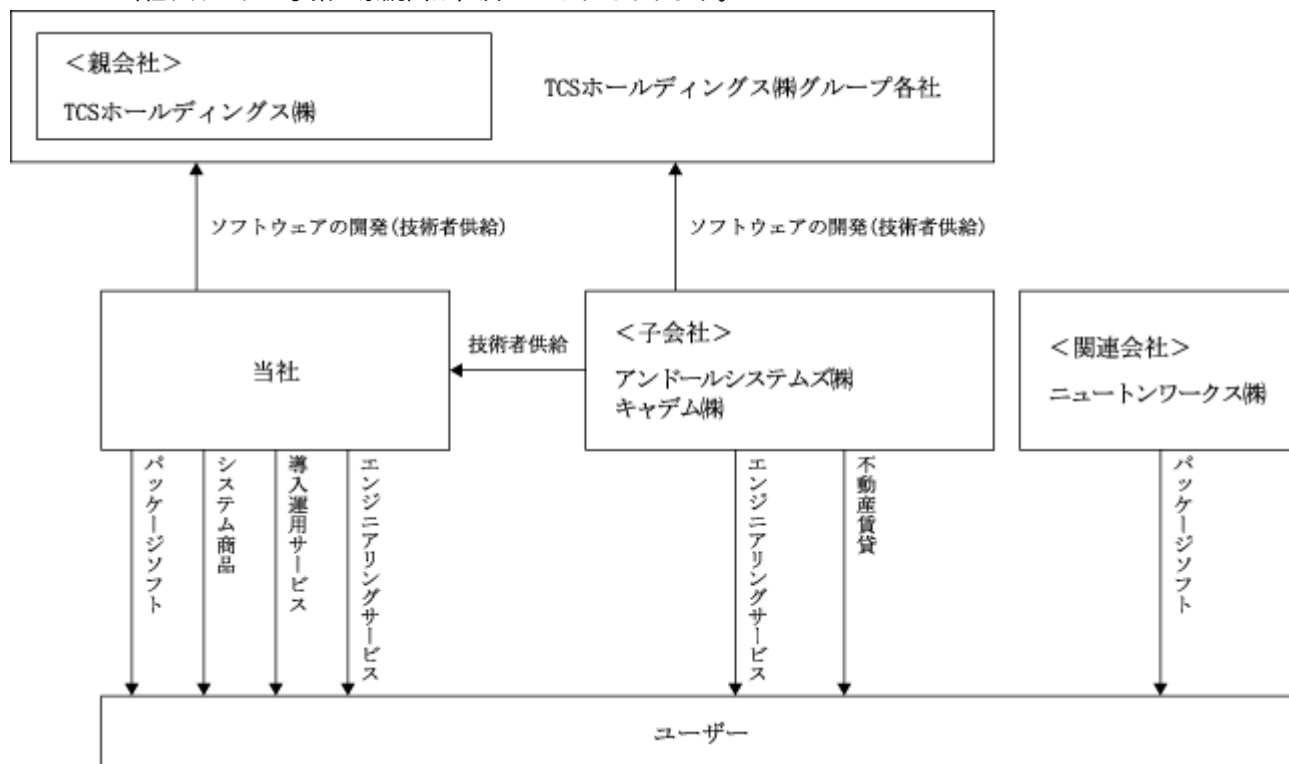 ＜親会社＞
TCSホールディングス㈱
TCSホールディングス㈱グループ各社
ソフトウェアの開発(技術者供給)
ソフトウェアの開発(技術者供給)
当社
技術者供給
＜子会社＞
アンドールシステムズ㈱
キャデム㈱
＜関連会社＞
ニュートンワークス㈱
パッケージソフト
システム商品
導入運用サービス
エンジニアリングサービス
エンジニアリングサービス
不動産賃貸
パッケージソフト
ユーザー